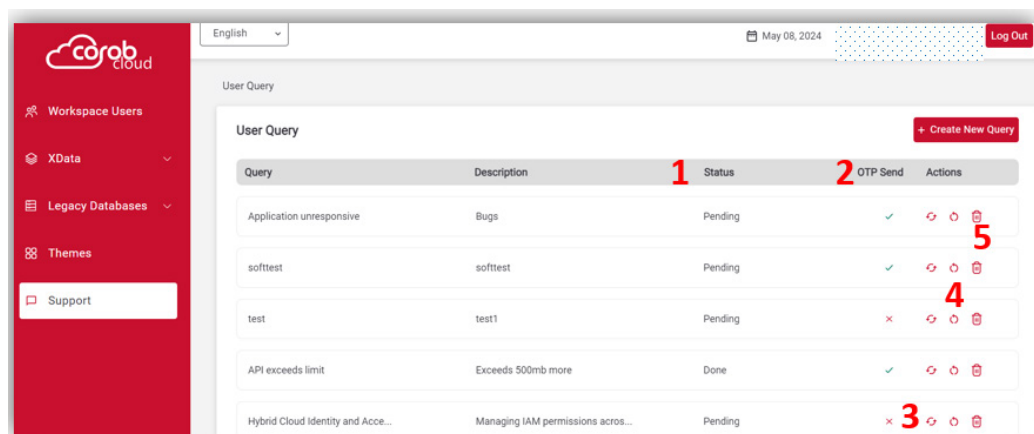 corob
cloud
English
May 08, 2024
Log Out
Workspace Users
XData
Legacy Databases
Themes
Support
User Query
User Query
+ Create New Query
Query Description 1 Status 2 OTP Send Actions
Application unresponsive Bugs Pending
5
softtest softtest Pending
4
test test1 Pending
API exceeds limit Exceeds 500mb more Done
Hybrid Cloud Identity and Acce... Managing IAM permissions acros... Pending 3